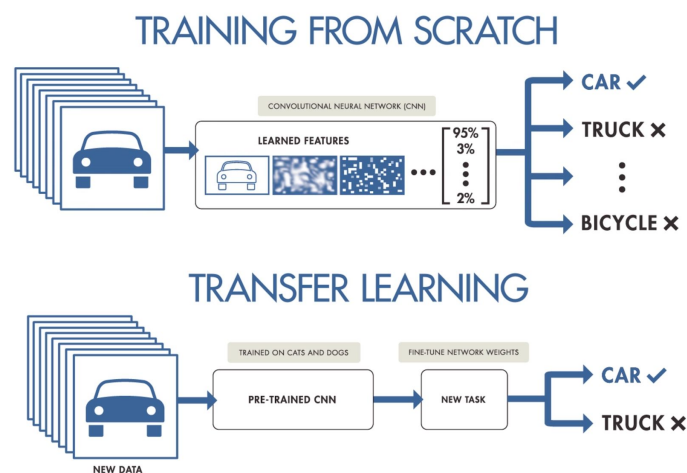 TRAINING FROM SCRATCH
CONVOLUTIONAL NEURAL NETWORK (CNN)
LEARNED FEATURES
95%
3%
2%
CAR ✓
TRUCK ✕
BICYCLE ✕
TRANSFER LEARNING
TRAINED ON CATS AND DOGS
FINE-TUNE NETWORK WEIGHTS
PRE-TRAINED CNN
NEW TASK
CAR ✓
TRUCK ✕
NEW DATA